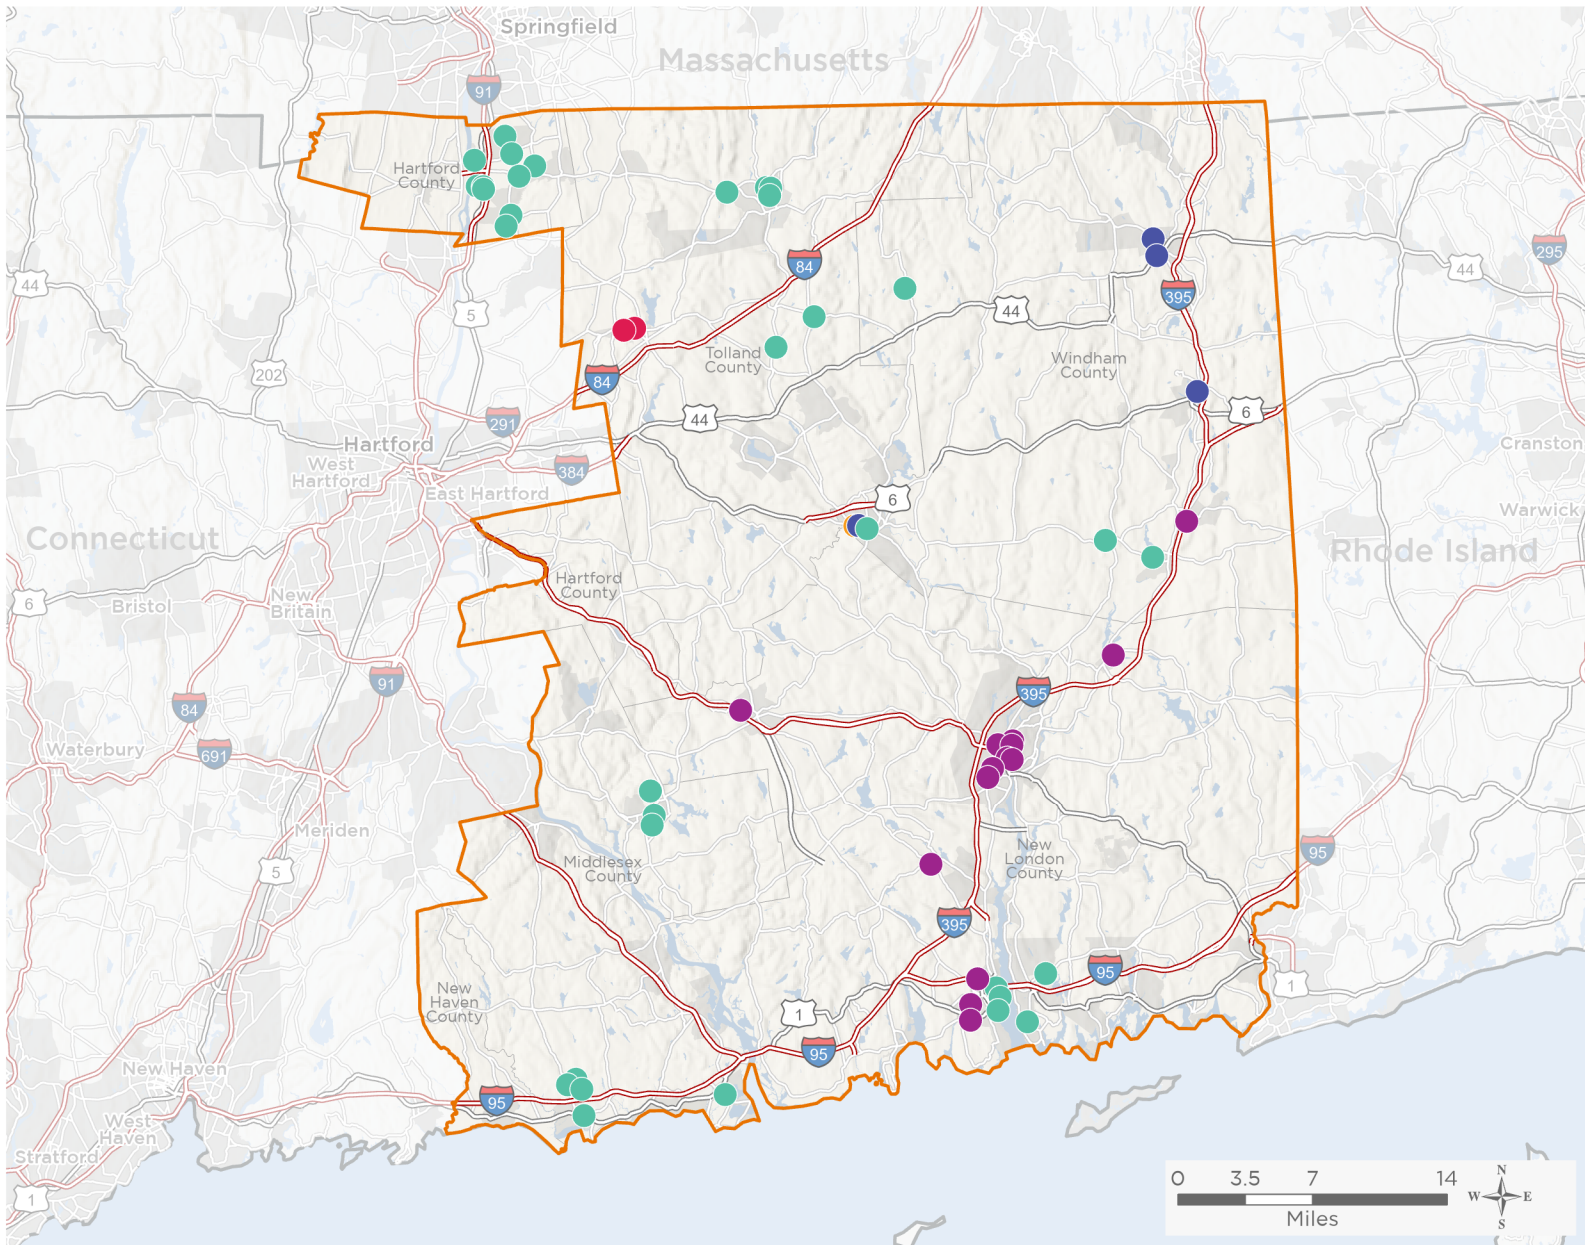 Springfield
Massachusetts
91
Hartford
County
84
295
44
44
395
44
5
Tolland
County
Windham
County
202
84
6
44
291
Hartford
West
Hartford
384
Cranston
East Hartford
6
Warwick
Connecticut
Rhode Island
Hartford
County
6
Bristol
New
Britain
91
395
84
Waterbury
691
Meriden
95
5
Middlesex
County
New
London
County
395
95
1
New
Haven
County
1
95
New Haven
95
West
Haven
Stratford
1
0
3.5
7
14
Miles
N
W
E
S